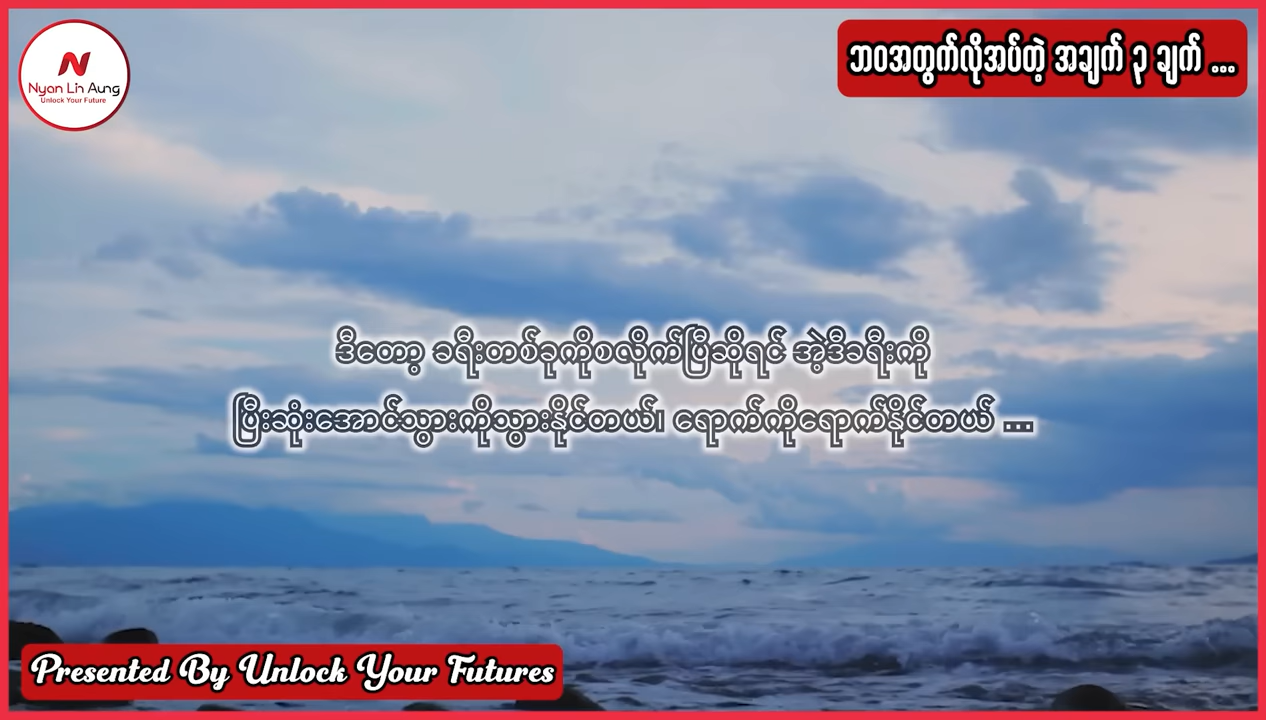 Nyan Lin Aung
Unlock Your Future
ဘဝအတွက်လိုအပ်တဲ့ အချက် ၃ ချက် ...
ဒီတော့ ခရီးတစ်ခုကိုစလိုက်ပြီဆိုရင် အဲ့ဒီခရီးကို
ပြီးဆုံးအောင်သွားကိုသွားနိုင်တယ်၊ ရောက်ကိုရောက်နိုင်တယ် ...
Presented By Unlock Your Futures